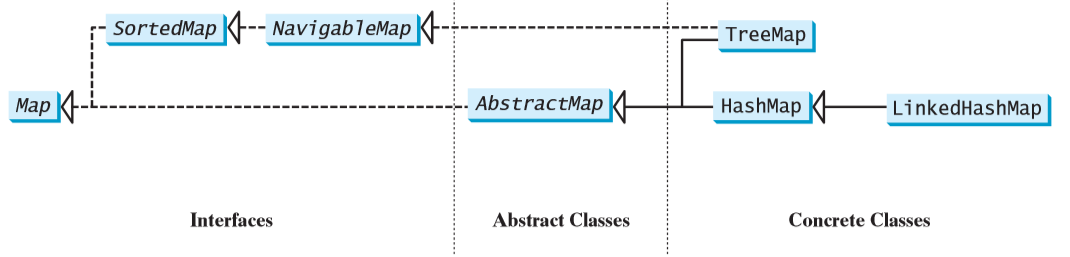 SortedMap
NavigableMap
TreeMap
Map
AbstractMap
HashMap
LinkedHashMap
Interfaces
Abstract Classes
Concrete Classes